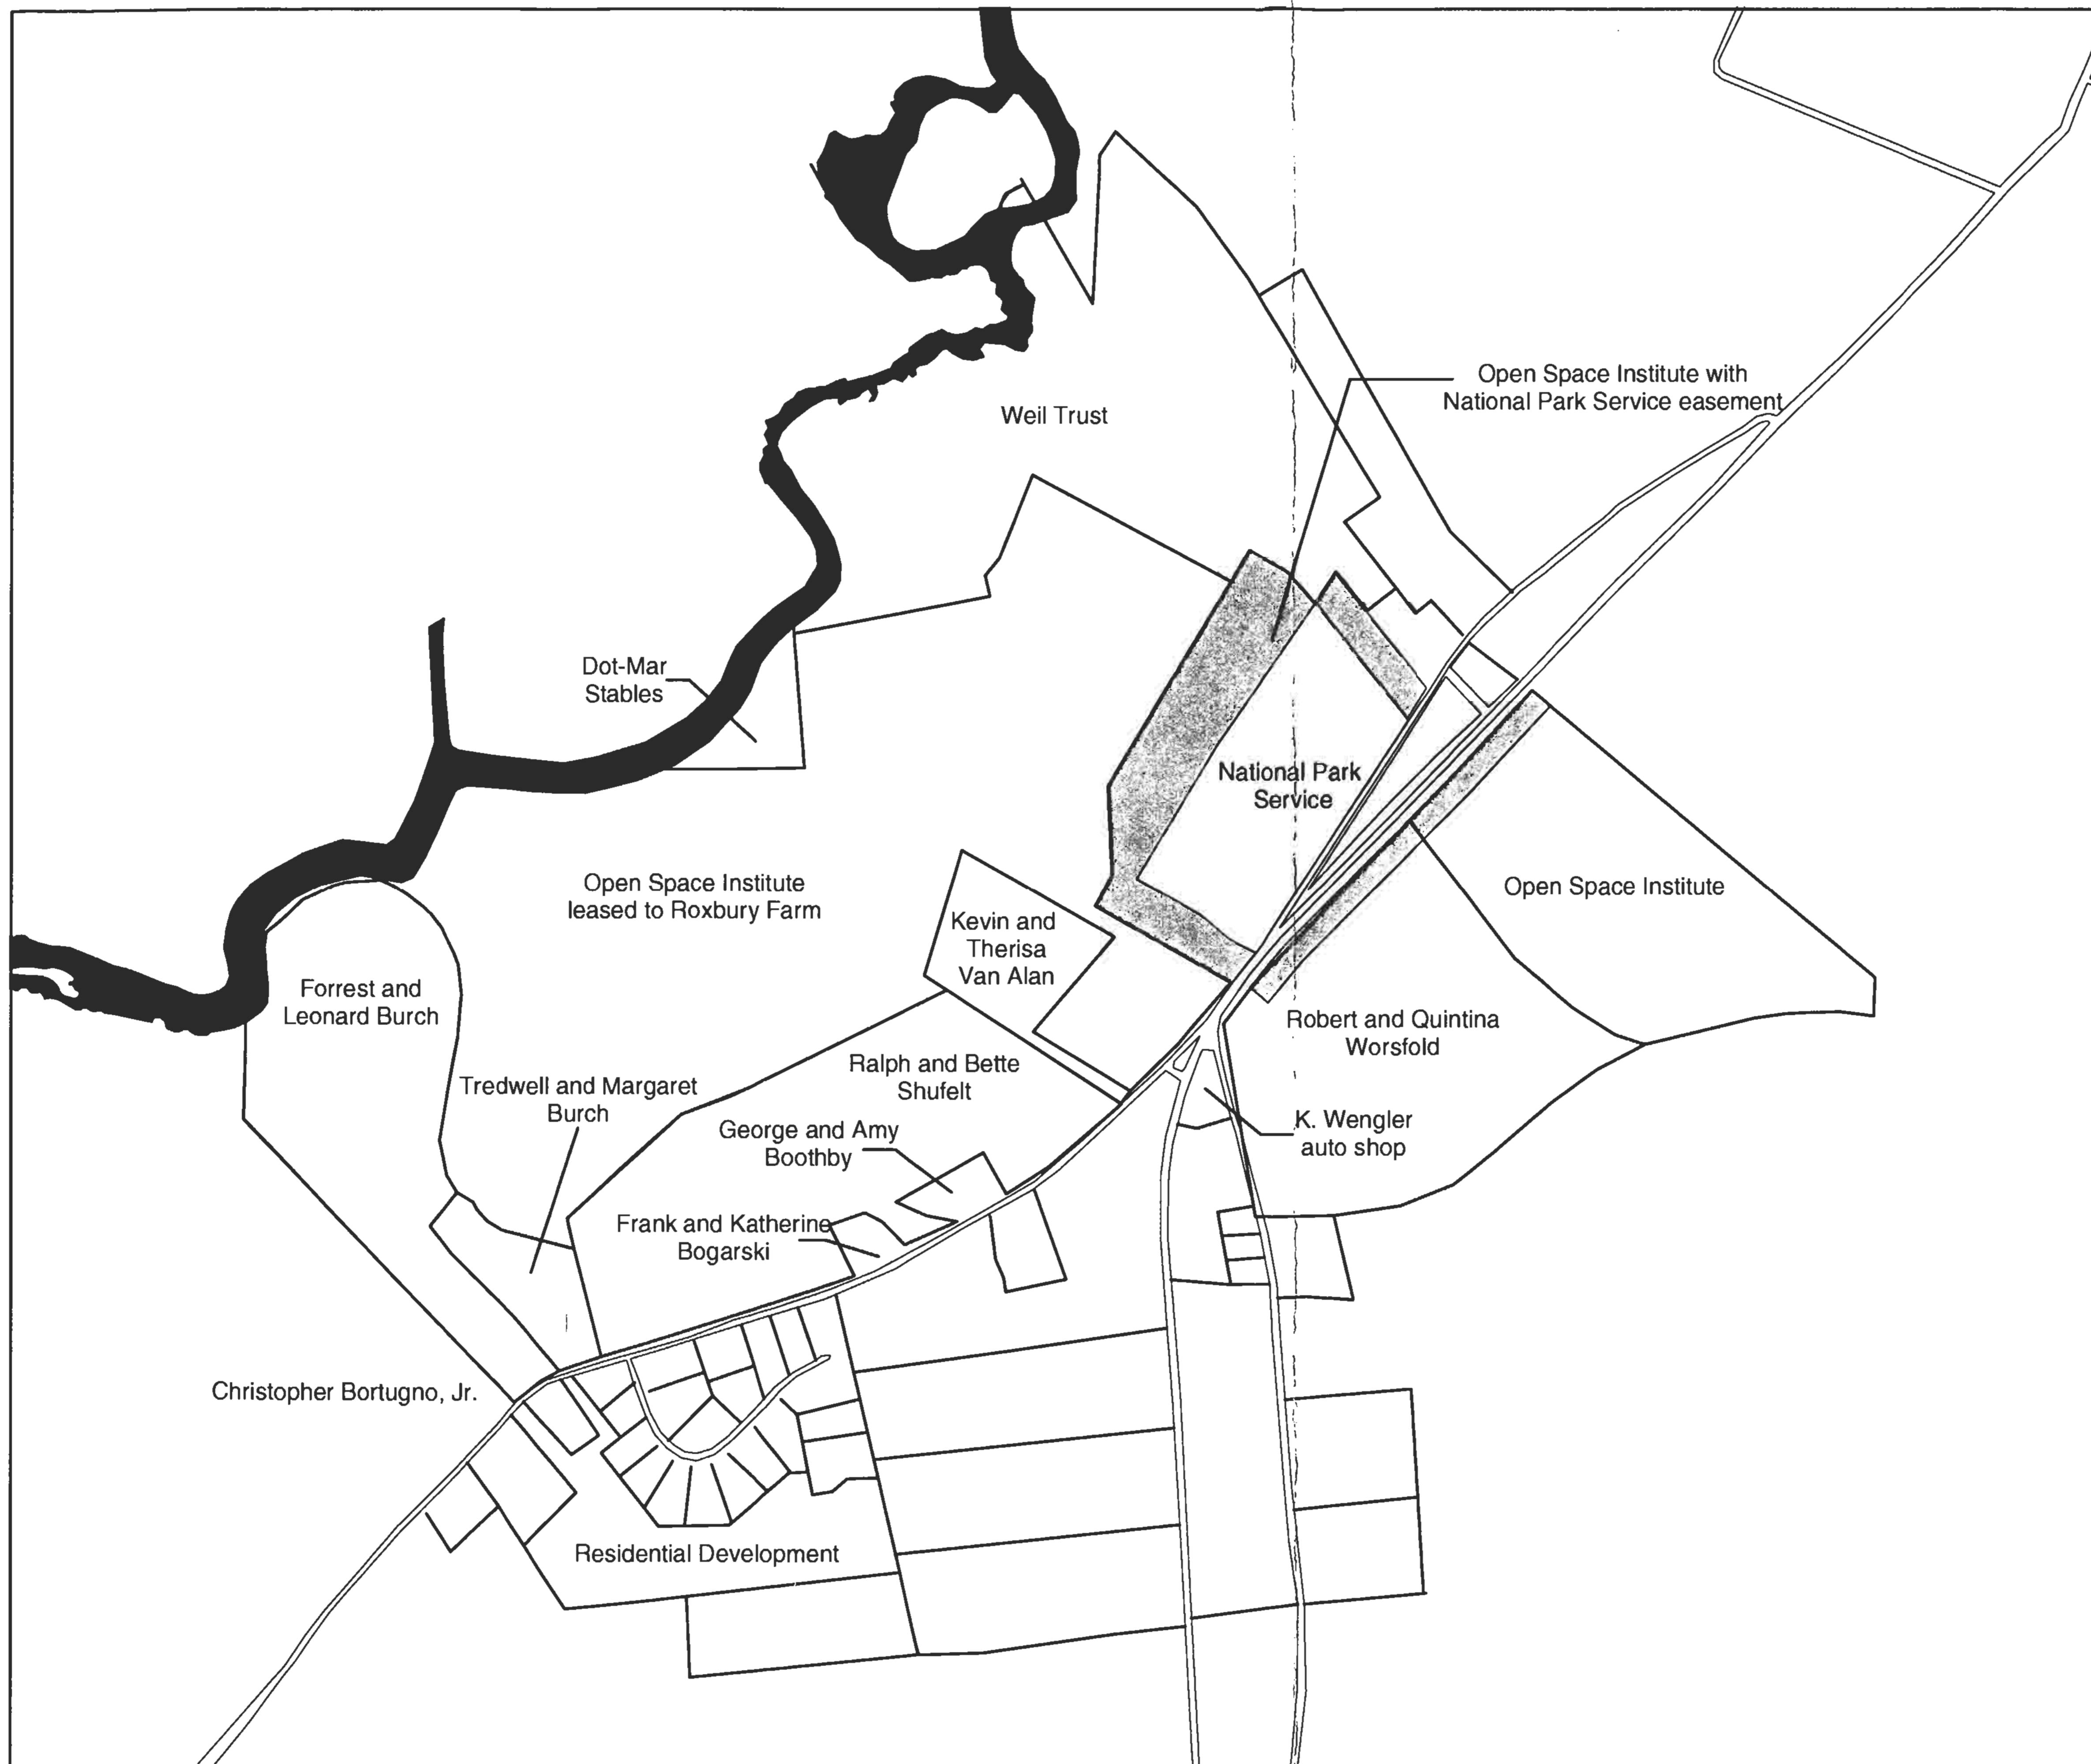 Open Space Institute with
National Park Service easement
Weil Trust
Dot-Mar
Stables
National Park
Service
Open Space Institute
leased to Roxbury Farm
Open Space Institute
Kevin and
Therisa
Van Alan
Forrest and
Leonard Burch
Robert and Quintina
Worsfold
Ralph and Bette
Shufelt
Tredwell and Margaret
Burch
George and Amy
Boothby
K. Wengler
auto shop
Frank and Katherine
Bogarski
Christopher Bortugno, Jr.
Residential Development